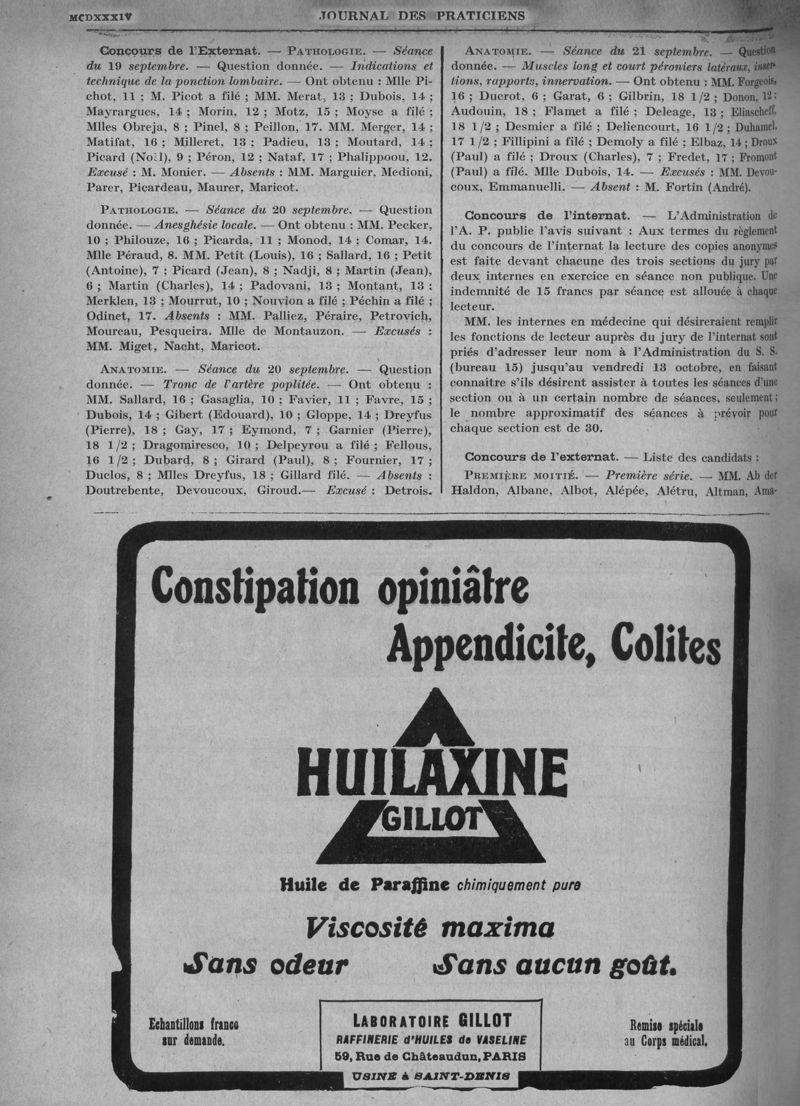 MCDXXXIV
JOURNAL DES PRATICIENS
Concours de l'Externat. — PATHOLOGIE. — Séance
du 19 septembre. — Question donnée. — Indications et
technique de la ponction lombaire. — Ont obtenu : Mlle Pi-
chot, 11 ; M. Picot a filé ; MM. Merat, 13 ; Dubois, 14 ;
Mayrargues, 14 ; Morin, 12 ; Motz, 15 ; Moyse a filé ;
Mlles Obreja, 8 ; Pinel, 8 ; Peillon, 17. MM. Merger, 14 ;
Matifat, 16 ; Milleret, 13 ; Padieu, 13 ; Moutard, 14 ;
Picard (Noël), 9 ; Péron, 12 ; Nataf, 17 ; Phalippoou, 12.
Excusé : M. Monier. — Absents : MM. Marguier, Medioni,
Parer, Picardeau, Maurer, Maricot.
PATHOLOGIE. — Séance du 20 septembre. — Question
donnée. — Anesghésie locale. — Ont obtenu : MM. Pecker,
10 ; Philouze, 16 ; Picarda, 11 ; Monod, 14 ; Comar, 14.
Mlle Péraud, 8. MM. Petit (Louis), 16 ; Sallard, 16 ; Petit
(Antoine), 7 ; Picard (Jean), 8 ; Nadji, 8 ; Martin (Jean),
6 ; Martin (Charles), 14 ; Padovani, 13 ; Montant, 13 :
Merklen, 13 ; Mourrut, 10 ; Nouvion a filé ; Péchin a filé ;
Odinet, 17. Absents : MM. Palliez, Péraire, Petrovich,
Moureau, Pesqueira. Mlle de Montauzon. — Excusés :
MM. Miget, Nacht, Maricot.
ANATOMIE. — Séance du 20 septembre. — Question
donnée. — Tronc de l'artère poplitée. — Ont obtenu :
MM. Sallard, 16 ; Gasaglia, 10 ; Favier, 11 ; Favre, 15 ;
Dubois, 14 ; Gibert (Edouard), 10 ; Gloppe, 14 ; Dreyfus
(Pierre), 18 ; Gay, 17 ; Eymond, 7 ; Garnier (Pierre),
18 1/2 ; Dragomiresco, 10 ; Delpeyrou a filé ; Fellous,
16 1/2 ; Dubard, 8 ; Girard (Paul), 8 ; Fournier, 17 ;
Duclos, 8 ; Mlles Dreyfus, 18 ; Gillard filé. — Absents :
Doutrebente, Devoucoux, Giroud.— Excusé : Detrois.
ANATOMIE. — Séance du 21 septembre. — Question
donnée. — Muscles long et court péroniers latéraux, inser-
tions, rapports, innervation. — Ont obtenu : MM. Forgeois,
16 ; Ducrot, 6 ; Garat, 6 ; Gilbrin, 18 1/2 ; Donon, 12 ;
Audouin, 18 ; Flamet a filé ; Deleage, 13 ; Eliascheff,
18 1/2 ; Desmier a filé ; Deliencourt, 16 1/2 ; Duhamel,
17 1/2 ; Fillipini a filé ; Demoly a filé ; Elbaz, 14 ; Droux
(Paul) a filé ; Droux (Charles), 7 ; Fredet, 17 ; Fromont
(Paul) a filé. Mlle Dubois, 14. — Excusés : MM. Devou-
coux, Emmanuelli. — Absent : M. Fortin (André).
Concours de l'internat. — L'Administration de
l'A. P. publie l'avis suivant : Aux termes du règlement
du concours de l'internat la lecture des copies anonymes
est faite devant chacune des trois sections du jury par
deux internes en exercice en séance non publique. Une
indemnité de 15 francs par séance est allouée à chaque
lecteur.
MM. les internes en médecine qui désireraient remplir
les fonctions de lecteur auprès du jury de l'internat sont
priés d'adresser leur nom à l'Administration du S. S.
(bureau 15) jusqu'au vendredi 13 octobre, en faisant
connaitre s'ils désirent assister à toutes les séances d'une
section ou à un certain nombre de séances, seulement ;
le nombre approximatif des séances à prévoir pour
chaque section est de 30.
Concours de l'externat. — Liste des candidats :
PREMIÈRE MOITIÉ. — Première série. — MM. Ab der
Haldon, Albane, Albot, Alépée, Alétru, Altman, Ama-
Constipation opiniâtre
Appendicite, Colites
HUILAXINE
GILLOT
Huile de Paraffine chimiquement pure
Viscosité maxima
Sans odeur Sans aucun goût.
Echantillons franco
sur demande.
LABORATOIRE GILLOT
RAFFINERIE d'HUILES de VASELINE
59, Rue de Châteaudun, PARIS
USINE à SAINT-DENIS
Remise spéciale
au Corps médical.